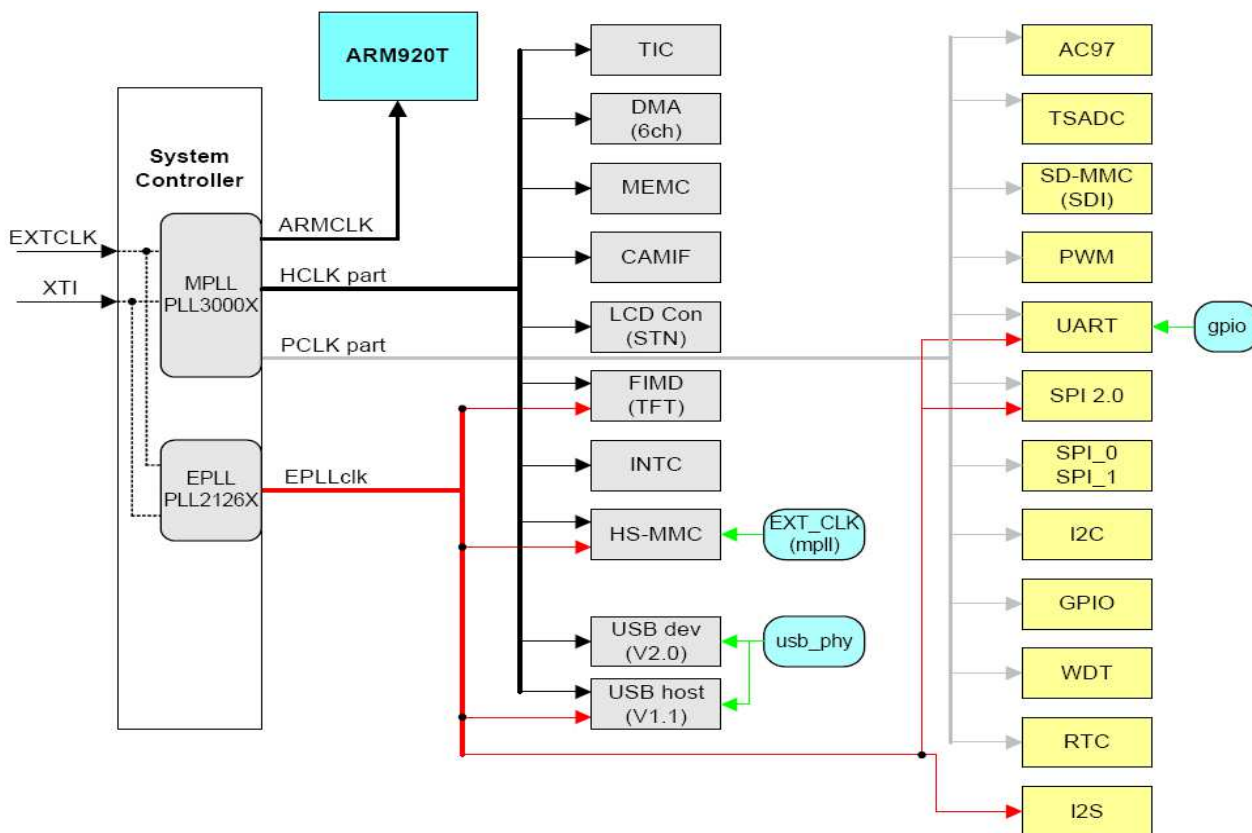 System
Controller
EXTCLK
XTI
MPLL
PLL3000X
EPLL
PLL2126X
ARM920T
ARMCLK
HCLK part
PCLK part
EPLLclk
TIC
DMA
(6ch)
MEMC
CAMIF
LCD Con
(STN)
FIMD
(TFT)
INTC
HS-MMC
EXT_CLK
(mpll)
USB dev
(V2.0)
usb_phy
USB host
(V1.1)
AC97
TSADC
SD-MMC
(SDI)
PWM
UART
gpio
SPI 2.0
SPI_0
SPI_1
I2C
GPIO
WDT
RTC
I2S